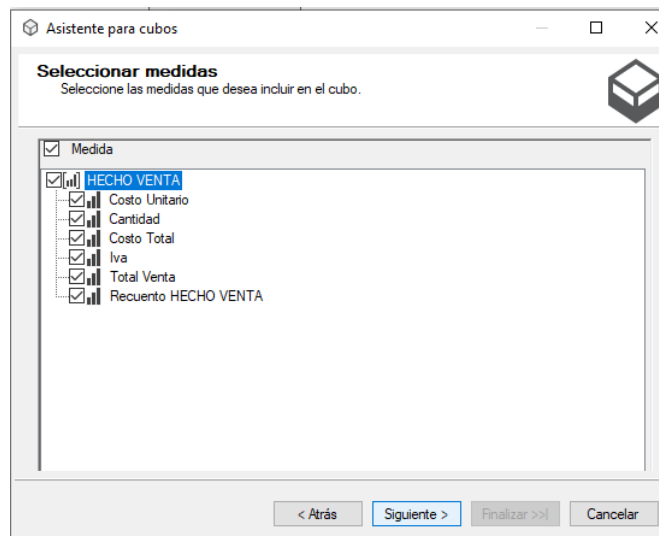 Asistente para cubos
Seleccionar medidas
Seleccione las medidas que desea incluir en el cubo.
Medida
HECHO VENTA
Costo Unitario
Cantidad
Costo Total
Iva
Total Venta
Recuento HECHO VENTA
< Atrás Siguiente > Finalizar >>| Cancelar